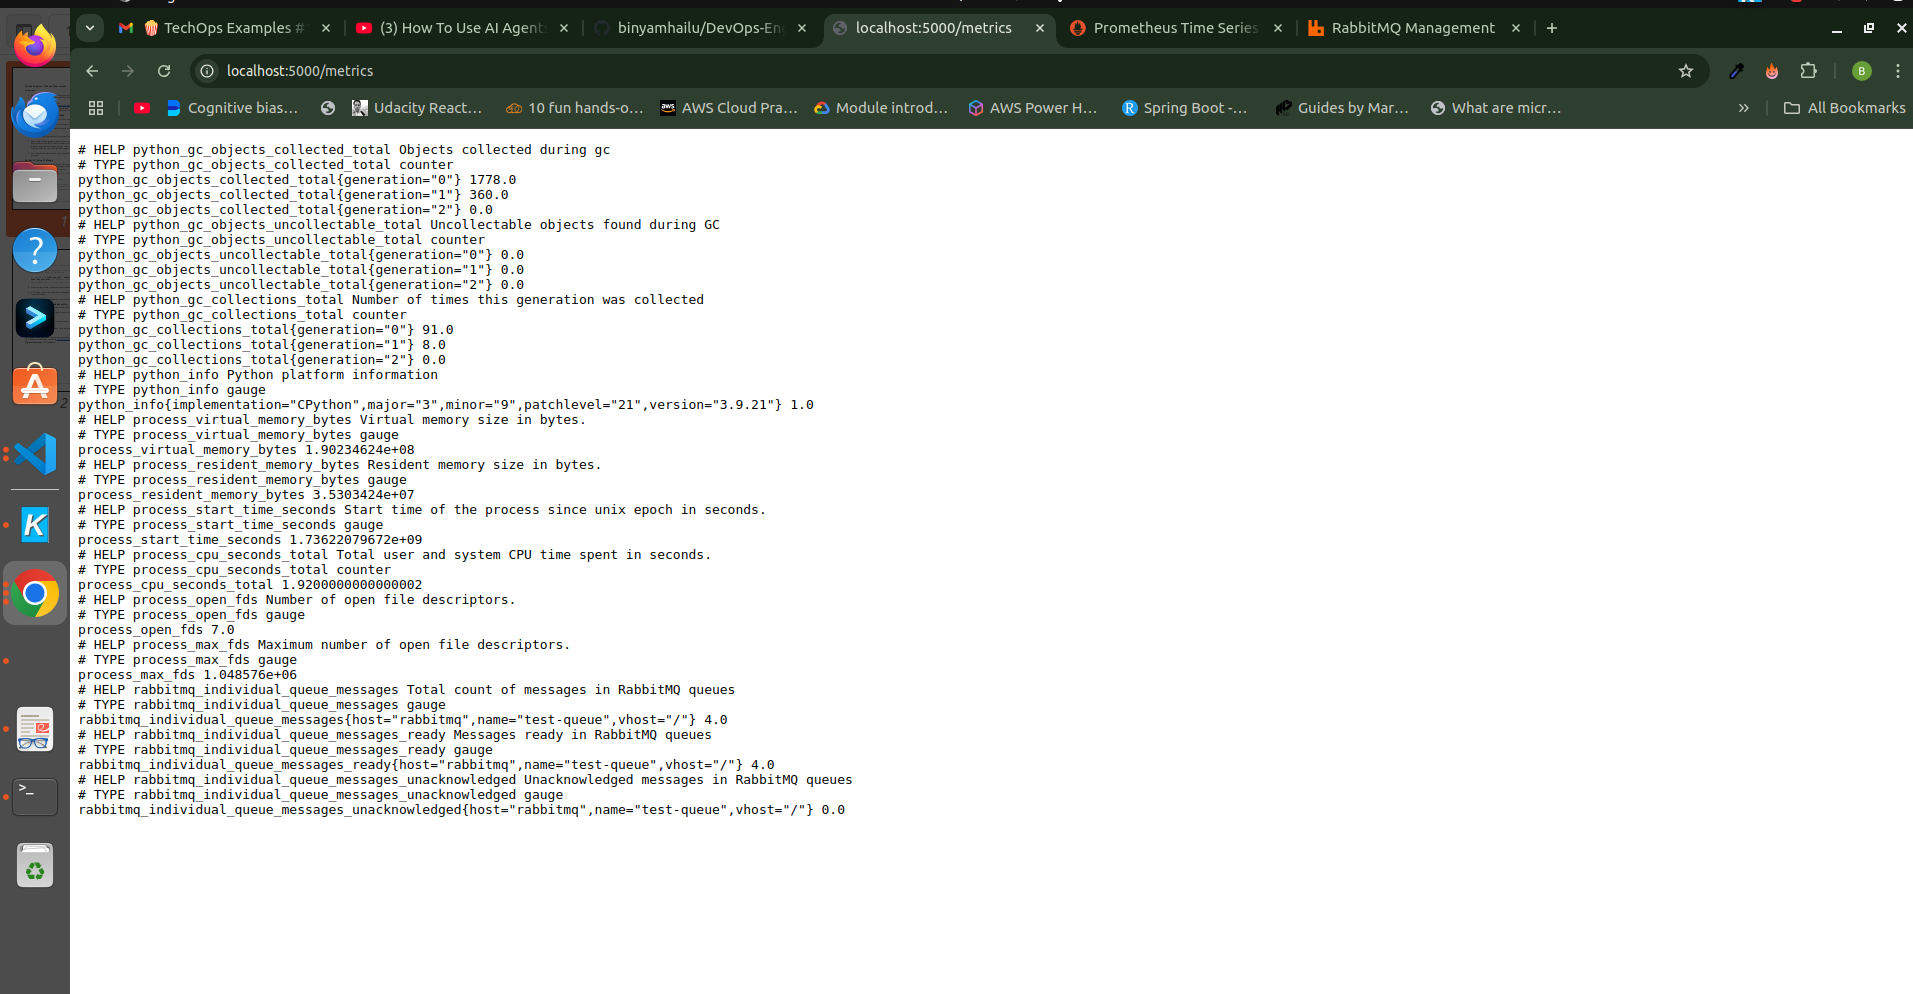 TechOps Examples #
(3) How To Use AI Agent
binyamhailu/DevOps-En
localhost:5000/metrics
Prometheus Time Series
RabbitMQ Management
localhost:5000/metrics
B
Cognitive bias...
Udacity React...
10 fun hands-o...
AWS Cloud Pra...
Module introd...
AWS Power H...
Spring Boot -...
Guides by Mar...
What are micr...
»
All Bookmarks
# HELP python_gc_objects_collected_total Objects collected during gc
# TYPE python_gc_objects_collected_total counter
python_gc_objects_collected_total{generation="0"} 1778.0
python_gc_objects_collected_total{generation="1"} 360.0
python_gc_objects_collected_total{generation="2"} 0.0
# HELP python_gc_objects_uncollectable_total Uncollectable objects found during GC
# TYPE python_gc_objects_uncollectable_total counter
python_gc_objects_uncollectable_total{generation="0"} 0.0
python_gc_objects_uncollectable_total{generation="1"} 0.0
python_gc_objects_uncollectable_total{generation="2"} 0.0
# HELP python_gc_collections_total Number of times this generation was collected
# TYPE python_gc_collections_total counter
python_gc_collections_total{generation="0"} 91.0
python_gc_collections_total{generation="1"} 8.0
python_gc_collections_total{generation="2"} 0.0
# HELP python_info Python platform information
# TYPE python_info gauge
python_info{implementation="CPython",major="3",minor="9",patchlevel="21",version="3.9.21"} 1.0
# HELP process_virtual_memory_bytes Virtual memory size in bytes.
# TYPE process_virtual_memory_bytes gauge
process_virtual_memory_bytes 1.90234624e+08
# HELP process_resident_memory_bytes Resident memory size in bytes.
# TYPE process_resident_memory_bytes gauge
process_resident_memory_bytes 3.5303424e+07
# HELP process_start_time_seconds Start time of the process since unix epoch in seconds.
# TYPE process_start_time_seconds gauge
process_start_time_seconds 1.73622079672e+09
# HELP process_cpu_seconds_total Total user and system CPU time spent in seconds.
# TYPE process_cpu_seconds_total counter
process_cpu_seconds_total 1.9200000000000002
# HELP process_open_fds Number of open file descriptors.
# TYPE process_open_fds gauge
process_open_fds 7.0
# HELP process_max_fds Maximum number of open file descriptors.
# TYPE process_max_fds gauge
process_max_fds 1.048576e+06
# HELP rabbitmq_individual_queue_messages Total count of messages in RabbitMQ queues
# TYPE rabbitmq_individual_queue_messages gauge
rabbitmq_individual_queue_messages{host="rabbitmq",name="test-queue",vhost="/"} 4.0
# HELP rabbitmq_individual_queue_messages_ready Messages ready in RabbitMQ queues
# TYPE rabbitmq_individual_queue_messages_ready gauge
rabbitmq_individual_queue_messages_ready{host="rabbitmq",name="test-queue",vhost="/"} 4.0
# HELP rabbitmq_individual_queue_messages_unacknowledged Unacknowledged messages in RabbitMQ queues
# TYPE rabbitmq_individual_queue_messages_unacknowledged gauge
rabbitmq_individual_queue_messages_unacknowledged{host="rabbitmq",name="test-queue",vhost="/"} 0.0